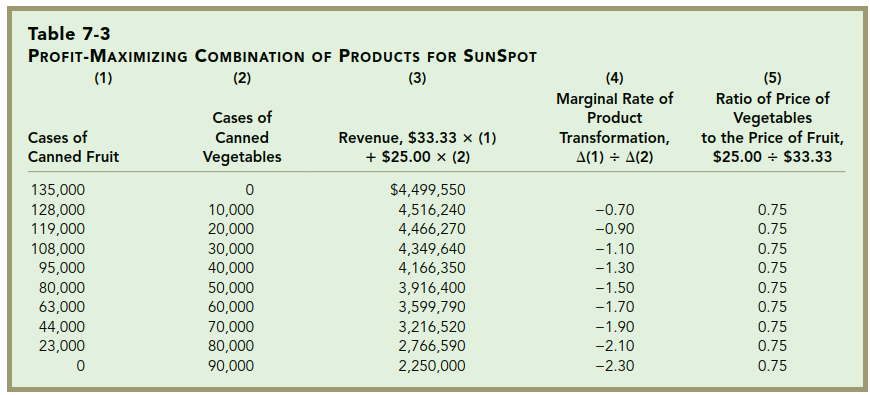 Table 7-3
PROFIT-MAXIMIZING COMBINATION OF PRODUCTS FOR SUNSPOT
(1) (2) (3) (4) (5)
Marginal Rate of Ratio of Price of
Cases of Product Vegetables
Cases of Canned Revenue, $33.33 × (1) Transformation, to the Price of Fruit,
Canned Fruit Vegetables + $25.00 × (2) Δ(1) ÷ Δ(2) $25.00 ÷ $33.33
135,000 0 $4,499,550
128,000 10,000 4,516,240 −0.70 0.75
119,000 20,000 4,466,270 −0.90 0.75
108,000 30,000 4,349,640 −1.10 0.75
95,000 40,000 4,166,350 −1.30 0.75
80,000 50,000 3,916,400 −1.50 0.75
63,000 60,000 3,599,790 −1.70 0.75
44,000 70,000 3,216,520 −1.90 0.75
23,000 80,000 2,766,590 −2.10 0.75
0 90,000 2,250,000 −2.30 0.75